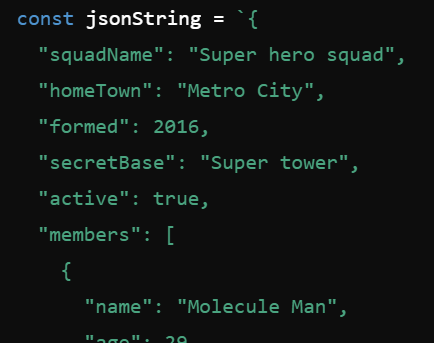 const jsonString = `{
  "squadName": "Super hero squad",
  "homeTown": "Metro City",
  "formed": 2016,
  "secretBase": "Super tower",
  "active": true,
  "members": [
    {
      "name": "Molecule Man",
      "age": 29